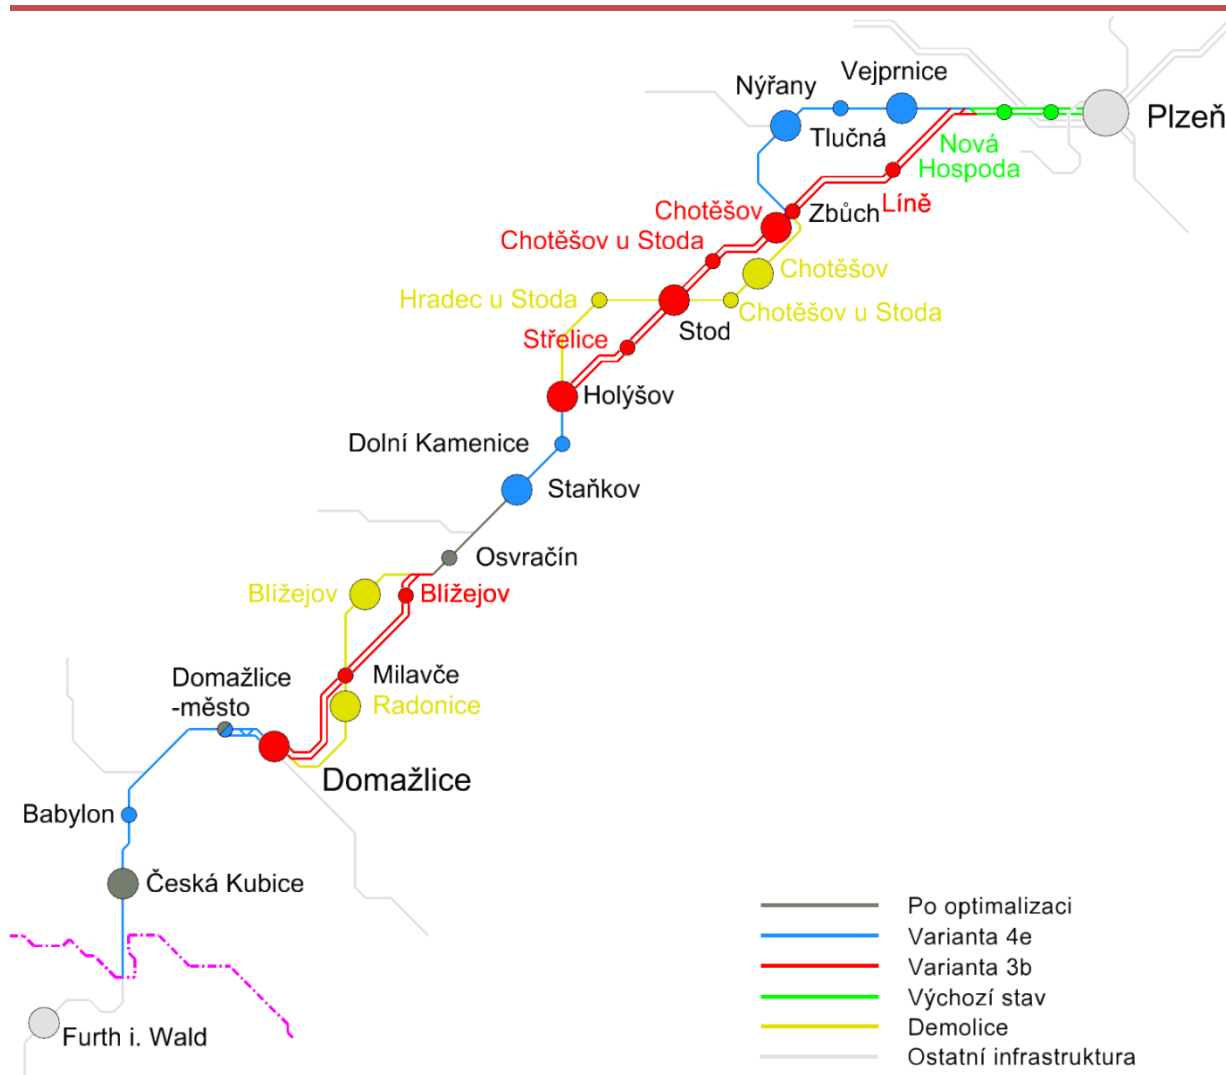 Vejprnice
Nýřany
Plzeň
Tlučná
Nová
Hospoda
Líně
Zbůch
Chotěšov
Chotěšov u Stoda
Chotěšov
Hradec u Stoda
Chotěšov u Stoda
Stod
Střelice
Holýšov
Dolní Kamenice
Staňkov
Osvračín
Blížejov
Blížejov
Milavče
Domažlice
-město
Radonice
Domažlice
Babylon
Česká Kubice
Furth i. Wald
Po optimalizaci
Varianta 4e
Varianta 3b
Výchozí stav
Demolice
Ostatní infrastruktura